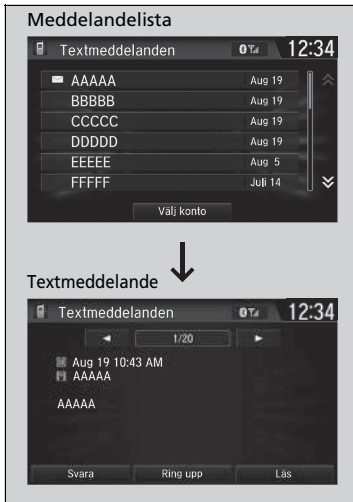 Meddelandelista
Textmeddelanden 12:34
AAAAA Aug 19
BBBBB Aug 19
CCCCC Aug 19
DDDDD Aug 19
EEEEE Aug 5
FFFFF Juli 14
Välj konto
Textmeddelande
Textmeddelanden 12:34
1/20
Aug 19 10:43 AM
AAAAA
AAAAA
Svara Ring upp Läs